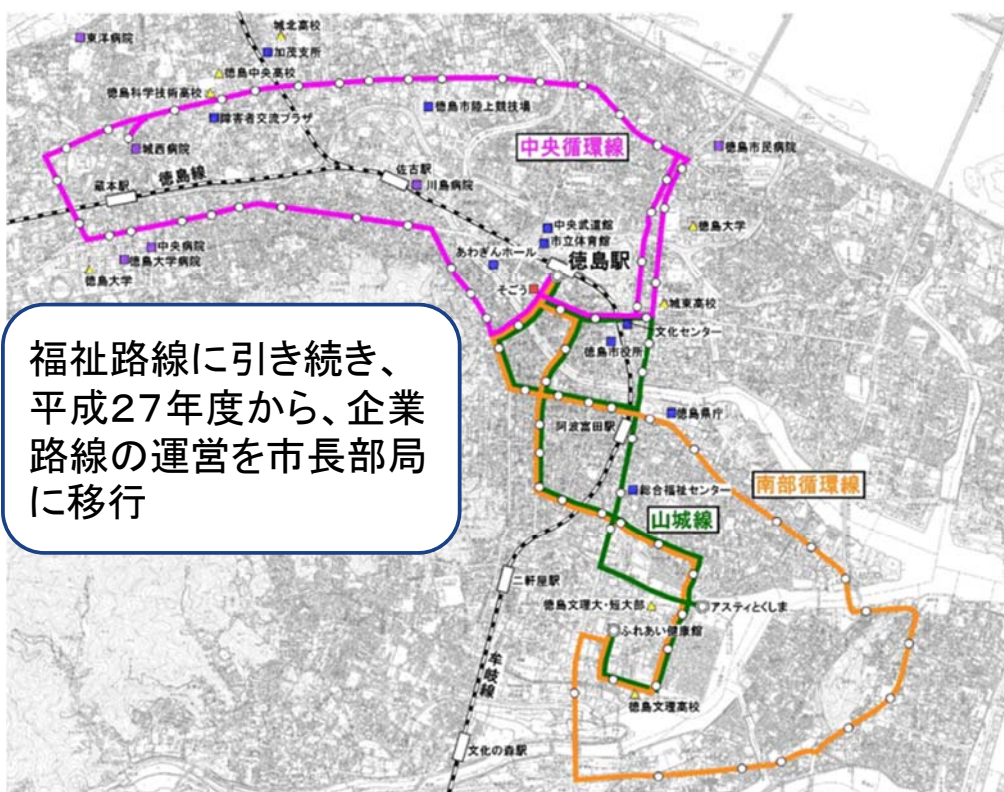 城北高校
東洋病院
加茂支所
徳島中央高校
徳島科学技術高校
徳島市陸上競技場
障害者交流プラザ
中央循環線
城西病院
徳島市民病院
佐古駅
徳島線
蔵本駅
川島病院
中央武道館
徳島大学
市立体育館
中央病院
あわぎんホール
徳島駅
徳島大学病院
徳島大学
そごう
城東高校
文化センター
徳島市役所
福祉路線に引き続き、
平成27年度から、企業
路線の運営を市長部局
に移行
徳島県庁
阿波富田駅
南部循環線
総合福祉センター
山城線
二軒屋駅
徳島文理大・短大部
アスティとくしま
ふれあい健康館
牟岐線
徳島文理高校
文化の森駅